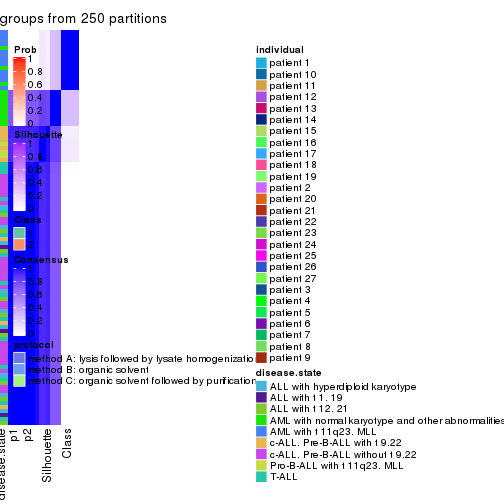 groups from 250 partitions
Prob
1
0.8
0.6
0.4
0.2
0
Silhouette
1
0.8
0.6
0.4
0.2
0
Class
1
2
Consensus
1
0.8
0.6
0.4
0.2
0
protocol
method A: lysis followed by lysate homogenizatio
method B: organic solvent
method C: organic solvent followed by purification
disease.state
p1
p2
Silhouette
Class
individual
patient 1
patient 10
patient 11
patient 12
patient 13
patient 14
patient 15
patient 16
patient 17
patient 18
patient 19
patient 2
patient 20
patient 21
patient 22
patient 23
patient 24
patient 25
patient 26
patient 27
patient 3
patient 4
patient 5
patient 6
patient 7
patient 8
patient 9
disease.state
ALL with hyperdiploid karyotype
ALL with t 1. 19
ALL with t 12. 21
AML with normal karyotype and other abnormalities
AML with t 11q23. MLL
c-ALL. Pre-B-ALL with t 9.22
c-ALL. Pre-B-ALL without t 9.22
Pro-B-ALL with t 11q23. MLL
T-ALL